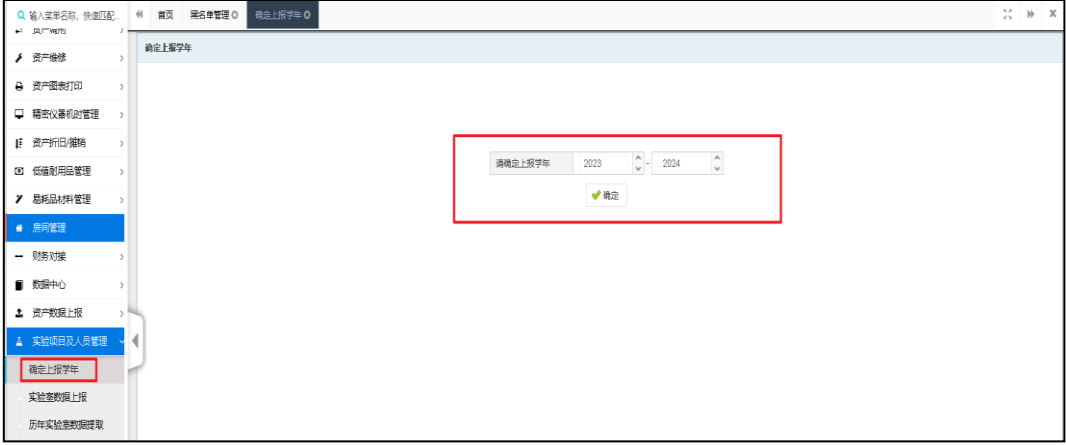 输入菜单名称，快速匹配...
首页 黑名单管理 确定上报学年
资产维修
资产图表打印
精密仪器机时管理
资产折旧/摊销
低值耐用品管理
易耗品材料管理
房间管理
财务对接
数据中心
资产数据上报
实验项目及人员管理
确定上报学年
实验室数据上报
历年实验室数据提取
确定上报学年
请确定上报学年 2023 - 2024
确定